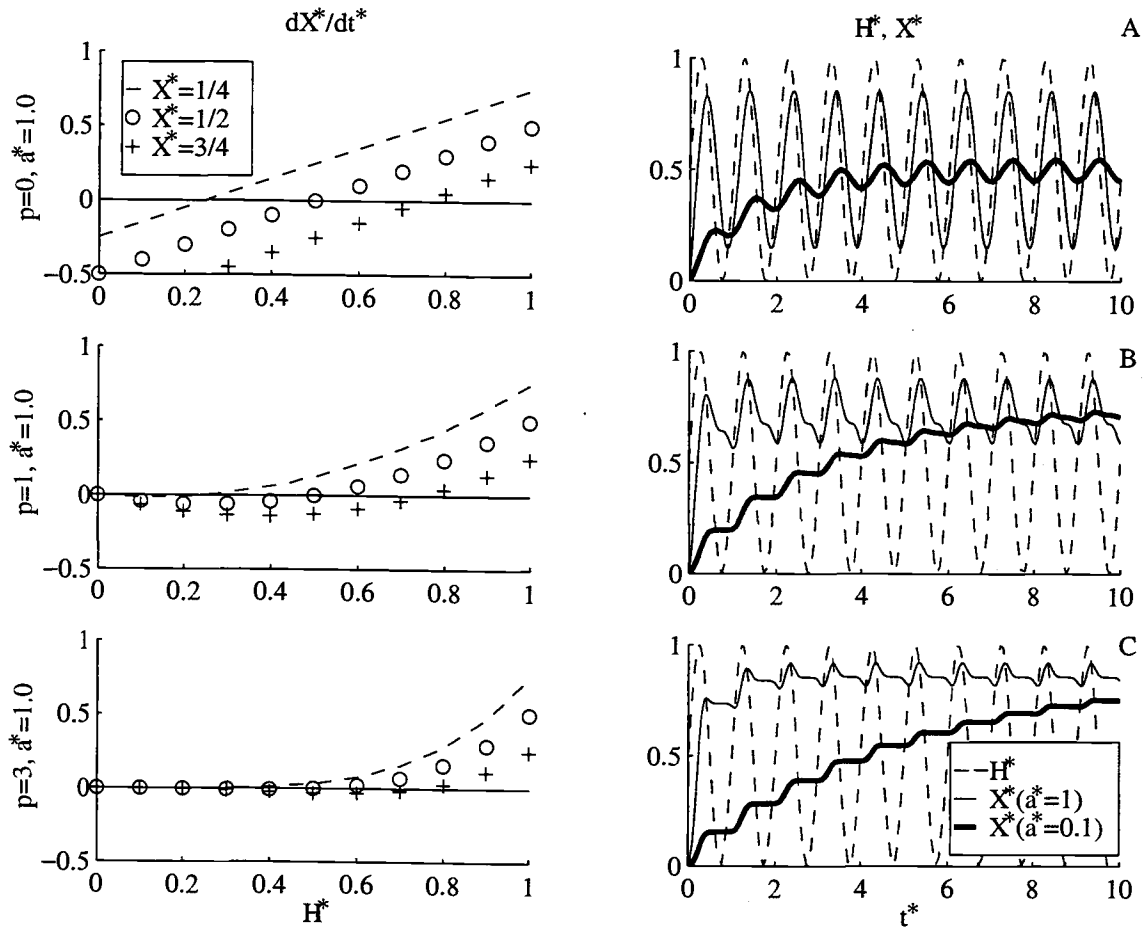 dX*/dt*
p=0, a*=1.0
1
0.5
0
−0.5
0 0.2 0.4 0.6 0.8 1
X*=1/4
X*=1/2
X*=3/4
H*, X*
A
1
0.5
0
0 2 4 6 8 10
p=1, a*=1.0
1
0.5
0
−0.5
0 0.2 0.4 0.6 0.8 1
B
1
0.5
0
0 2 4 6 8 10
p=3, a*=1.0
1
0.5
0
−0.5
0 0.2 0.4 0.6 0.8 1
H*
C
1
0.5
0
0 2 4 6 8 10
H*
X*(a*=1)
X*(a*=0.1)
t*